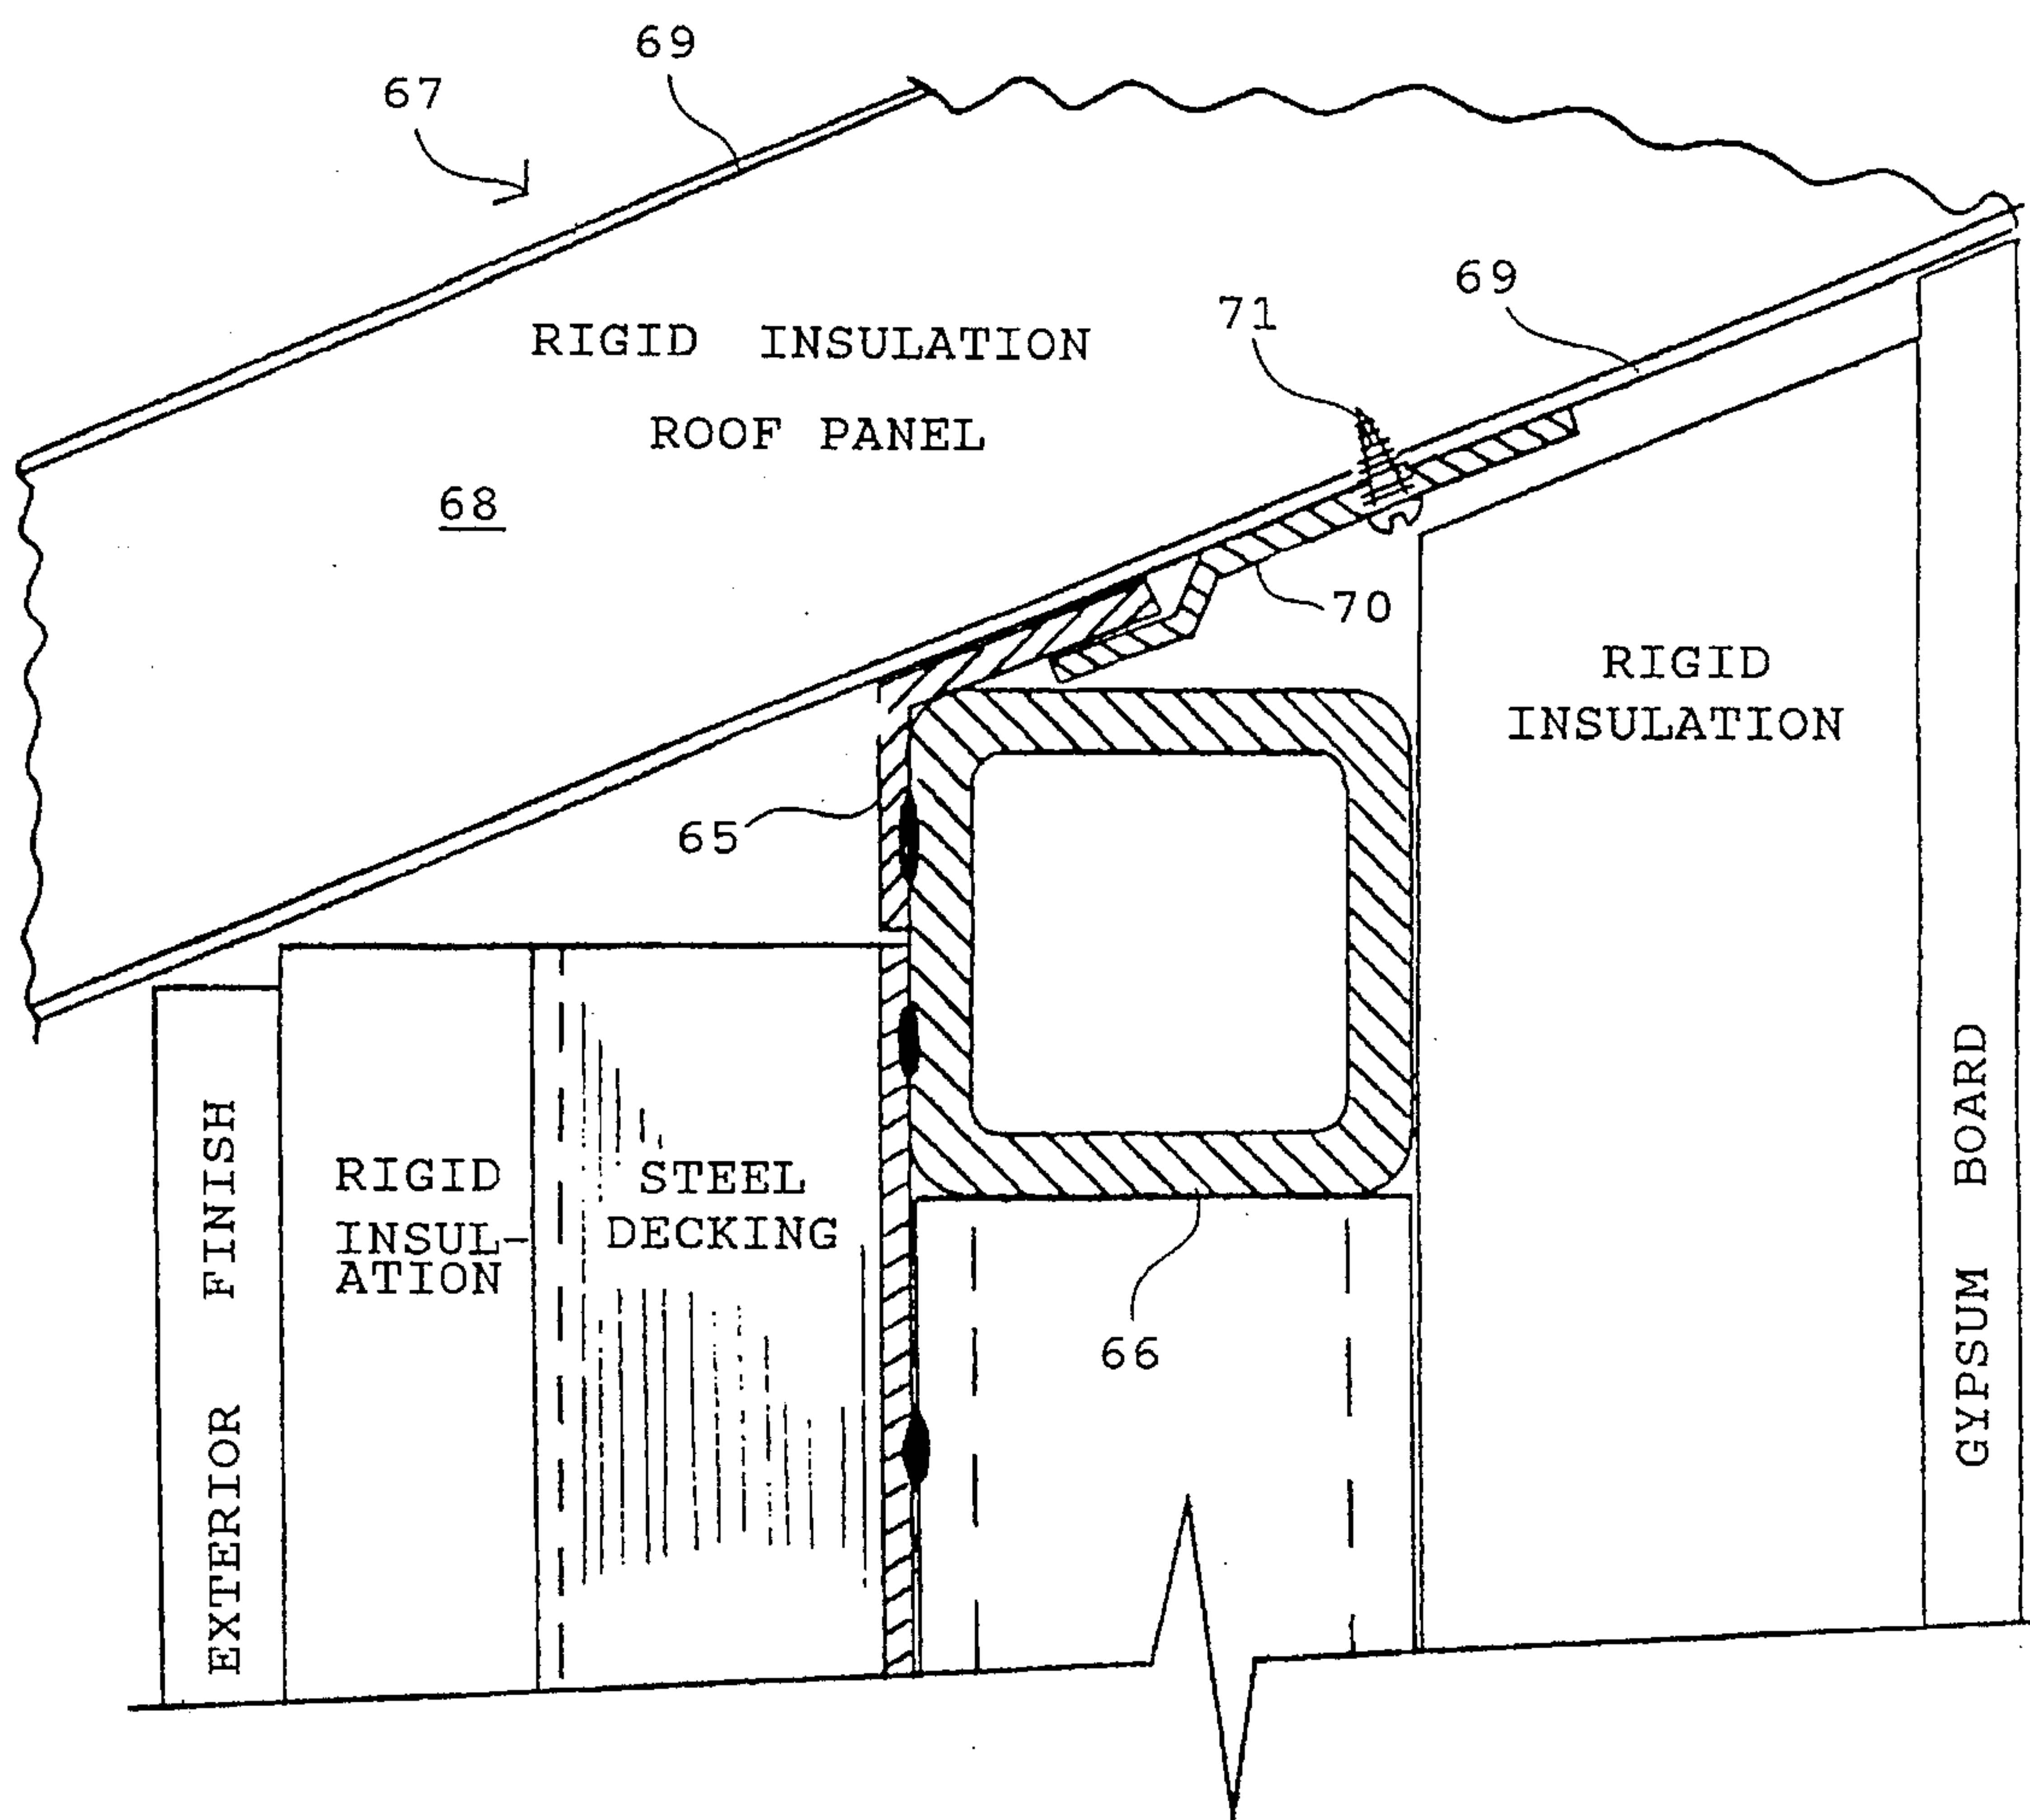 69
67
69
71
RIGID INSULATION
ROOF PANEL
68
70
RIGID
INSULATION
65
EXTERIOR FINISH
RIGID
INSUL-
ATION
STEEL
DECKING
66
GYPSUM BOARD